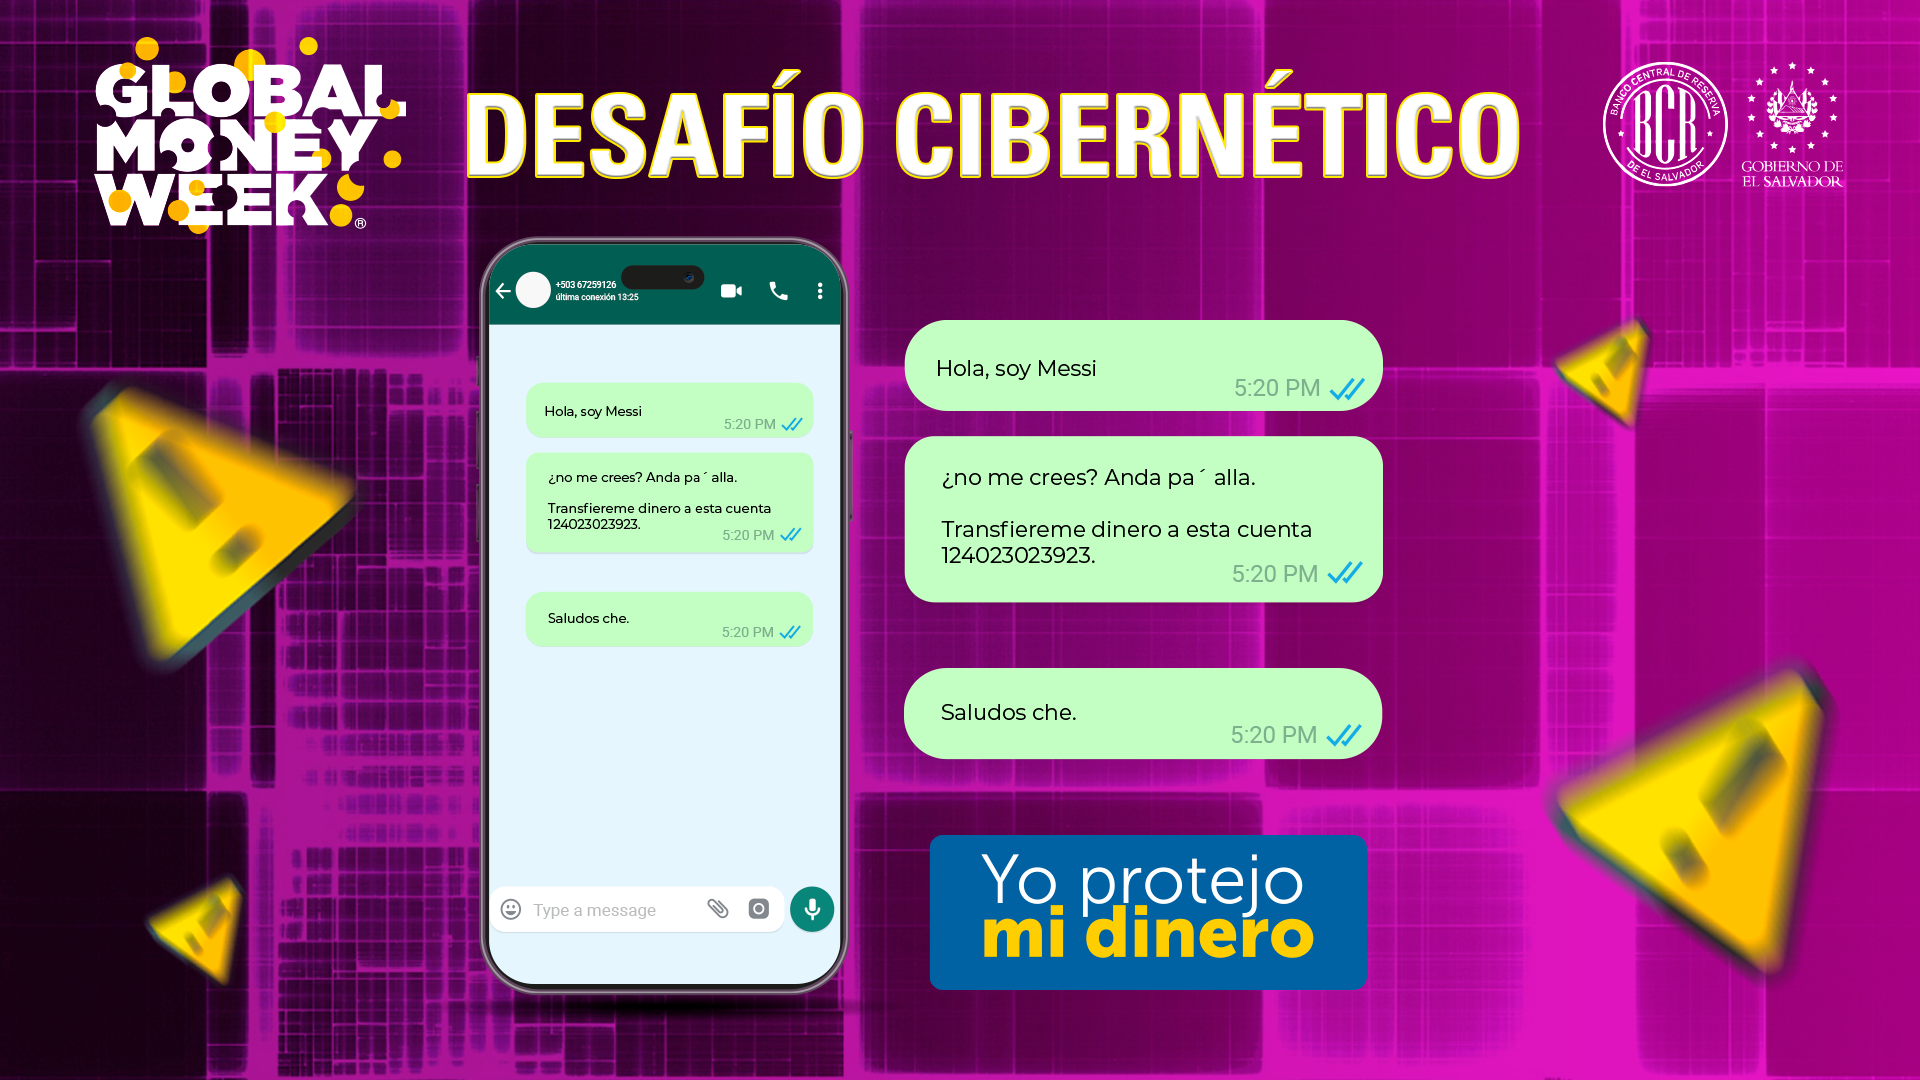 GLOBAL
MONEY
WEEK®
DESAFÍO CIBERNÉTICO
BANCO CENTRAL DE RESERVA
BCR
DE EL SALVADOR
GOBIERNO DE
EL SALVADOR
+503 67259126
última conexión 13:25
Hola, soy Messi
5:20 PM
¿no me crees? Anda pa´ alla.
Transfiereme dinero a esta cuenta
124023023923.
5:20 PM
Saludos che.
5:20 PM
Type a message
Hola, soy Messi
5:20 PM
¿no me crees? Anda pa´ alla.
Transfiereme dinero a esta cuenta
124023023923.
5:20 PM
Saludos che.
5:20 PM
Yo protejo
mi dinero